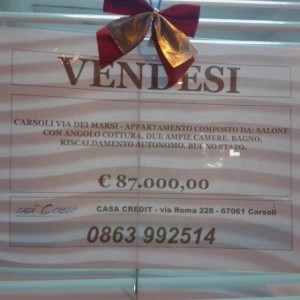 VENDESI
CARSOLI VIA DEI MARSI - APPARTAMENTO COMPOSTO DA: SALONE
CON ANGOLO COTTURA, DUE AMPIE CAMERE, BAGNO,
RISCALDAMENTO AUTONOMO. BUONO STATO.
€ 87.000,00
CASA CREDIT - via Roma 228 - 67061 Carsoli
0863 992514